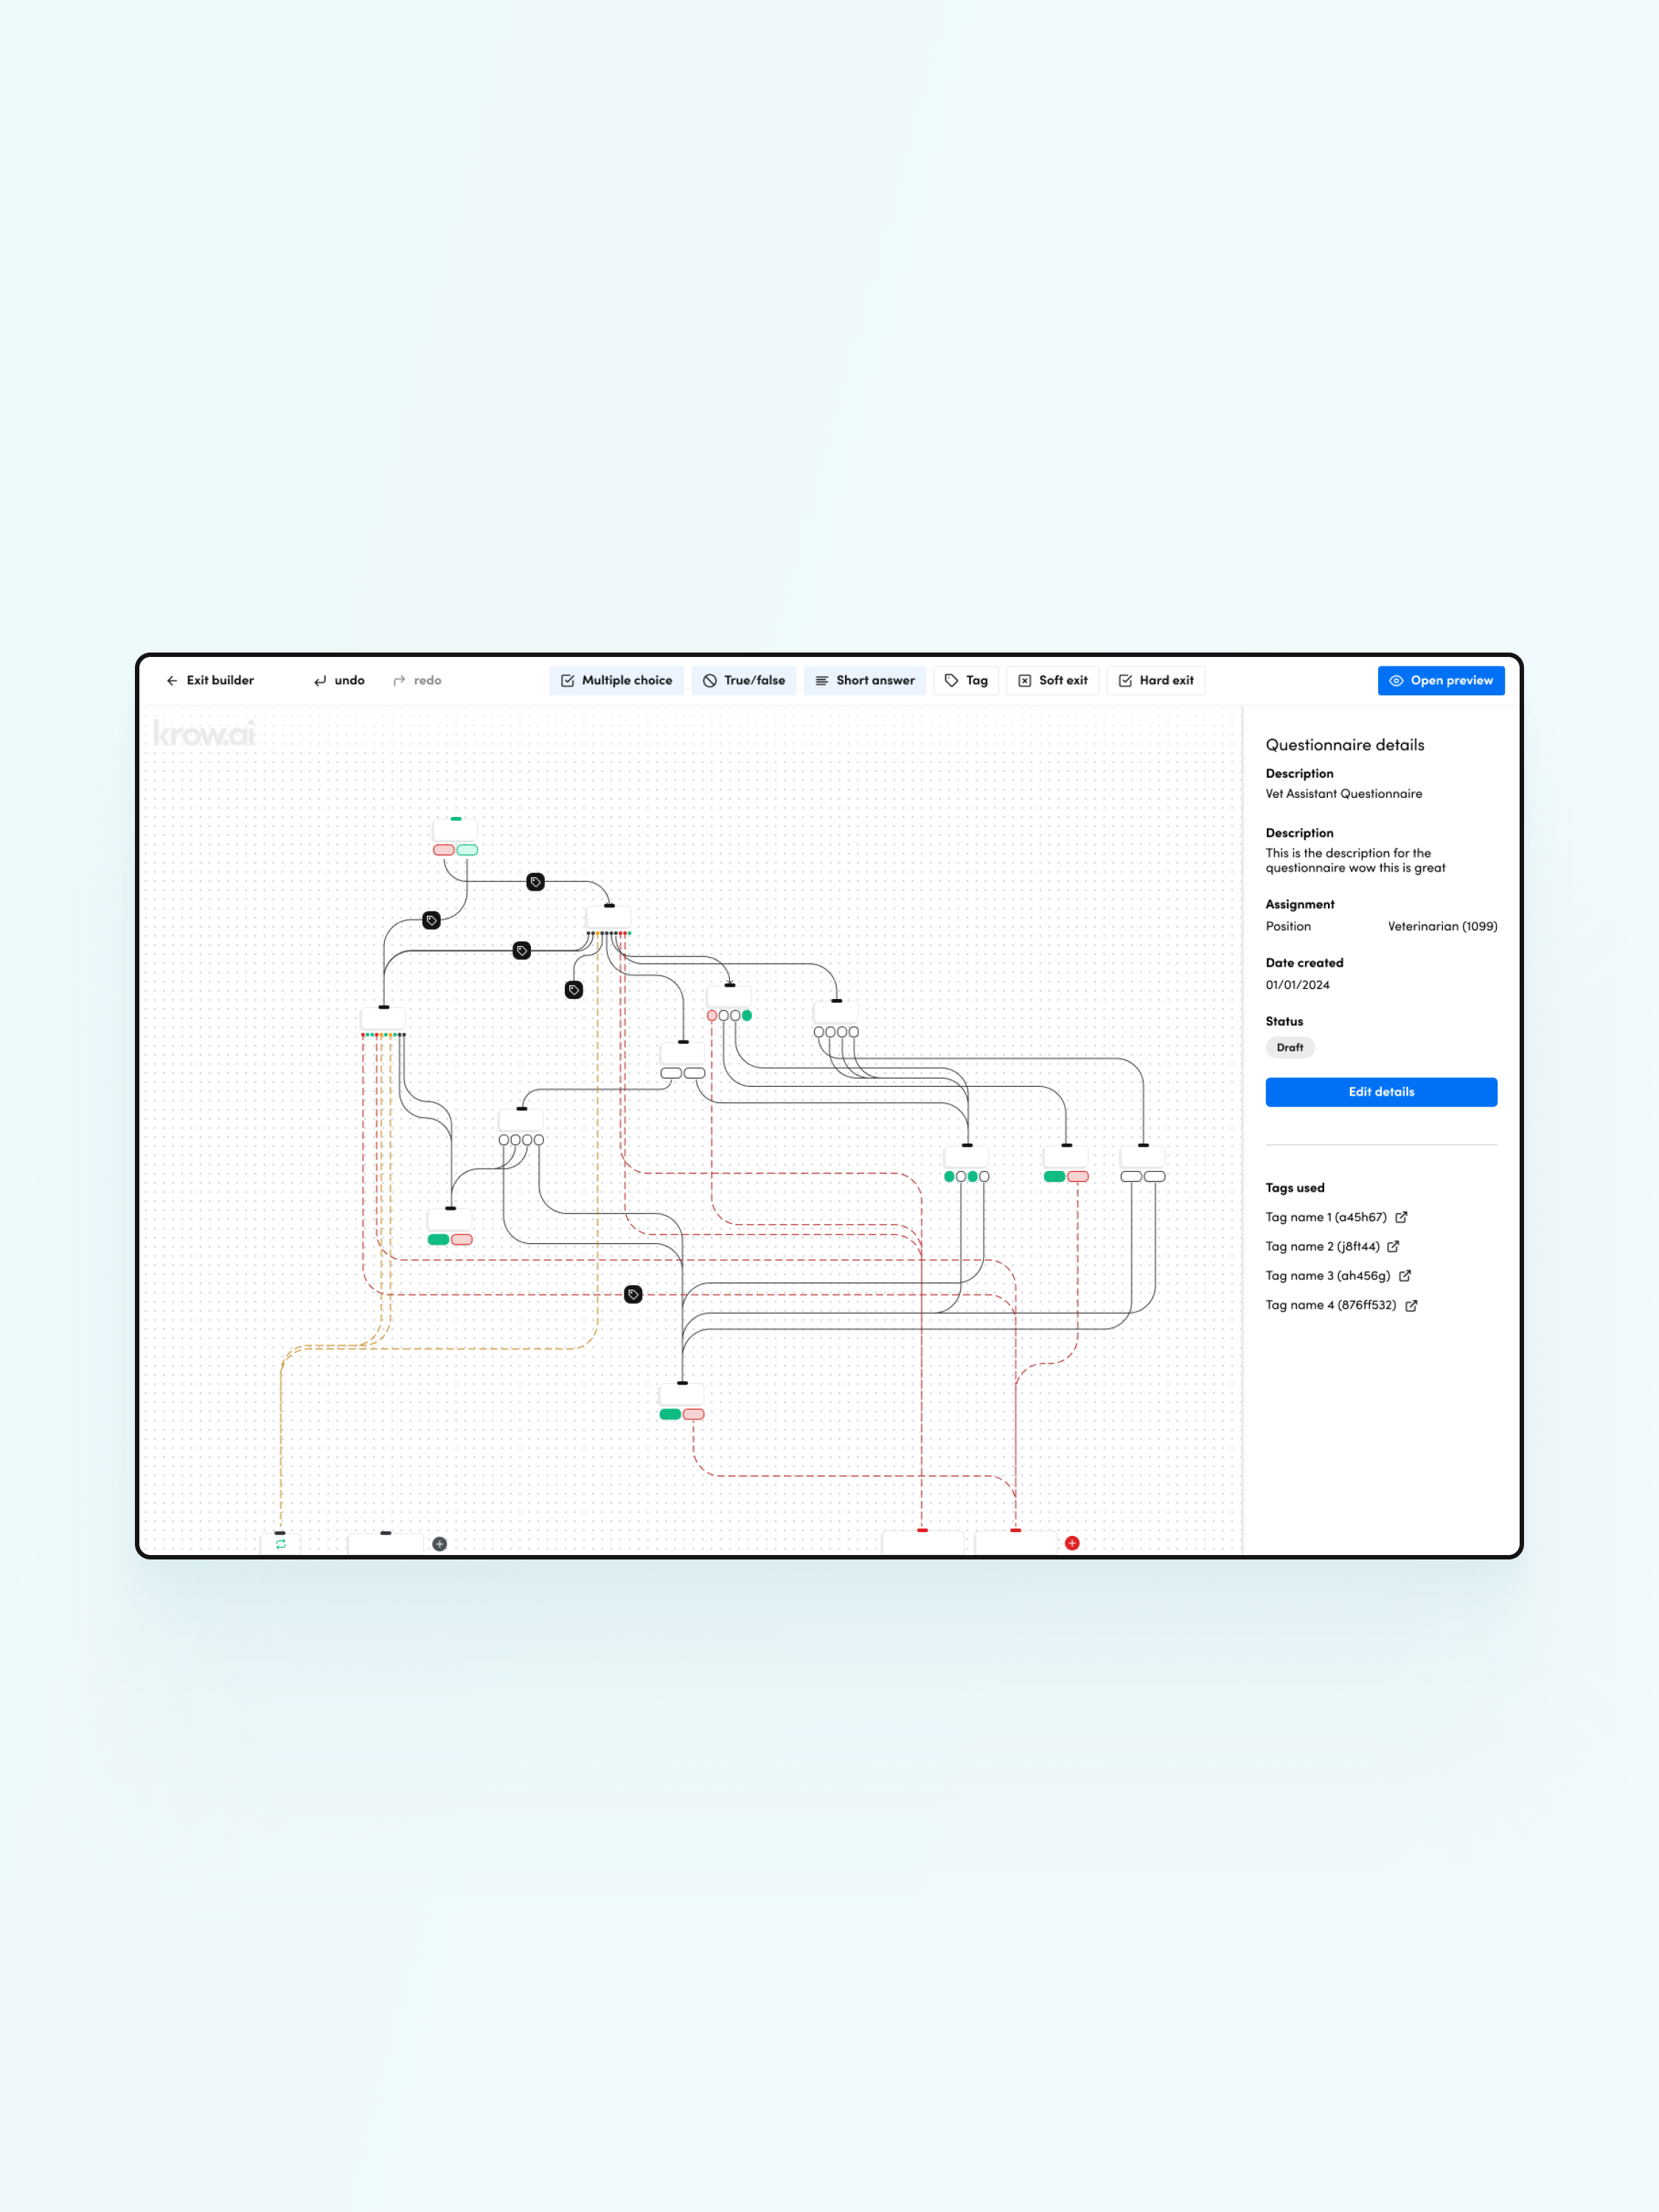 Exit builder
undo
redo
Multiple choice
True/false
Short answer
Tag
Soft exit
Hard exit
Open preview
krow.ai
Questionnaire details
Description
Vet Assistant Questionnaire
Description
This is the description for the
questionnaire wow this is great
Assignment
Position Veterinarian (1099)
Date created
01/01/2024
Status
Draft
Edit details
Tags used
Tag name 1 (a45h67)
Tag name 2 (j8ft44)
Tag name 3 (ah456g)
Tag name 4 (876ff532)